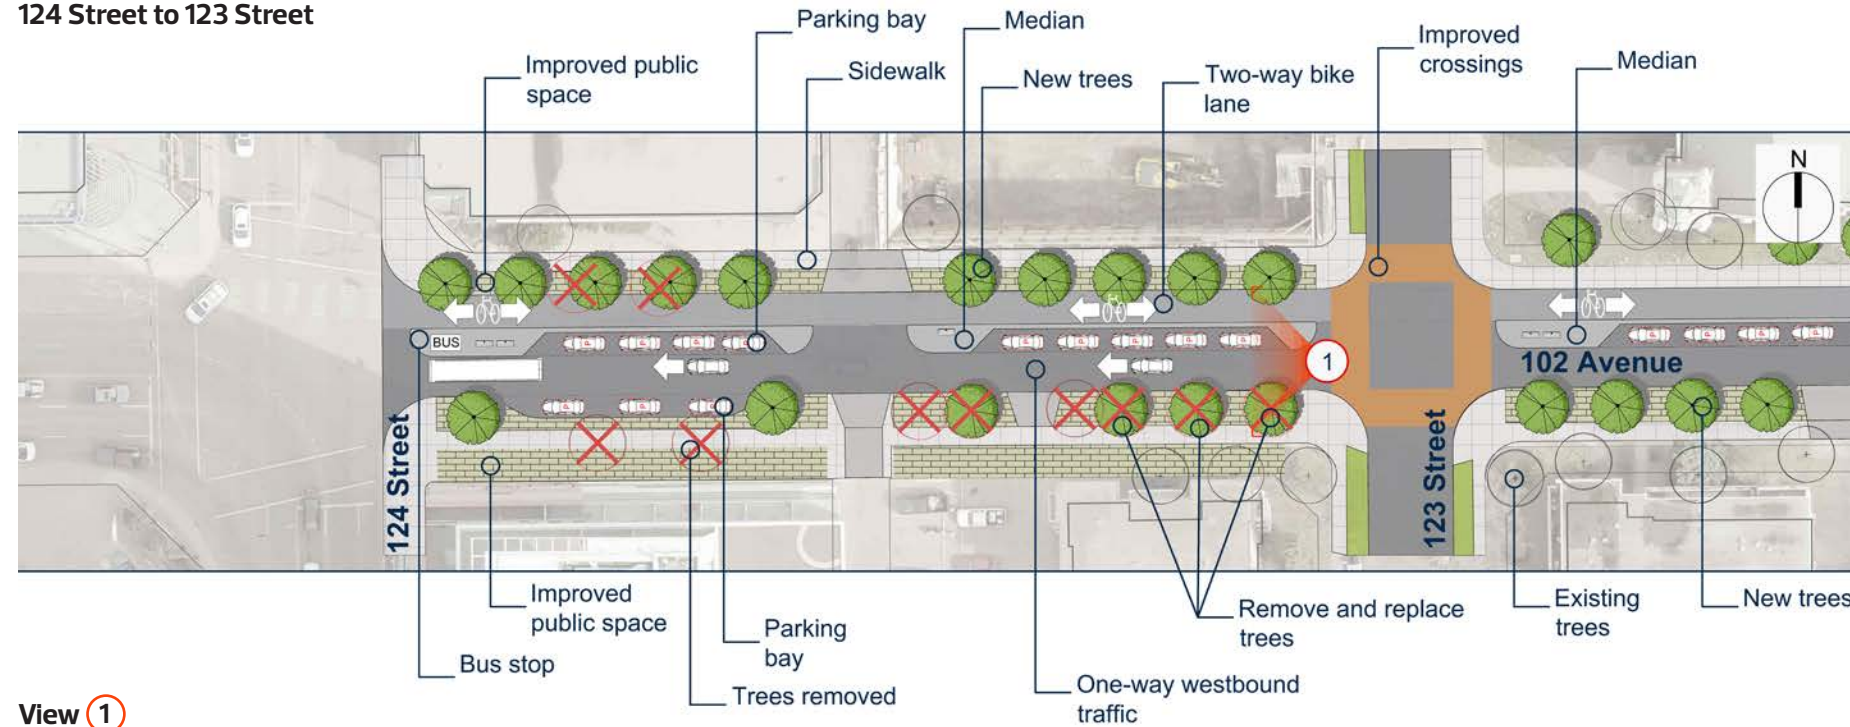 124 Street to 123 Street
Parking bay
Median
Improved
crossings
Improved public
space
Sidewalk
New trees
Two-way bike
lane
Median
N
BUS
1
102 Avenue
124 Street
123 Street
Improved
public space
Parking
bay
Remove and replace
trees
Existing
trees
New trees
Bus stop
Trees removed
One-way westbound
traffic
View 1